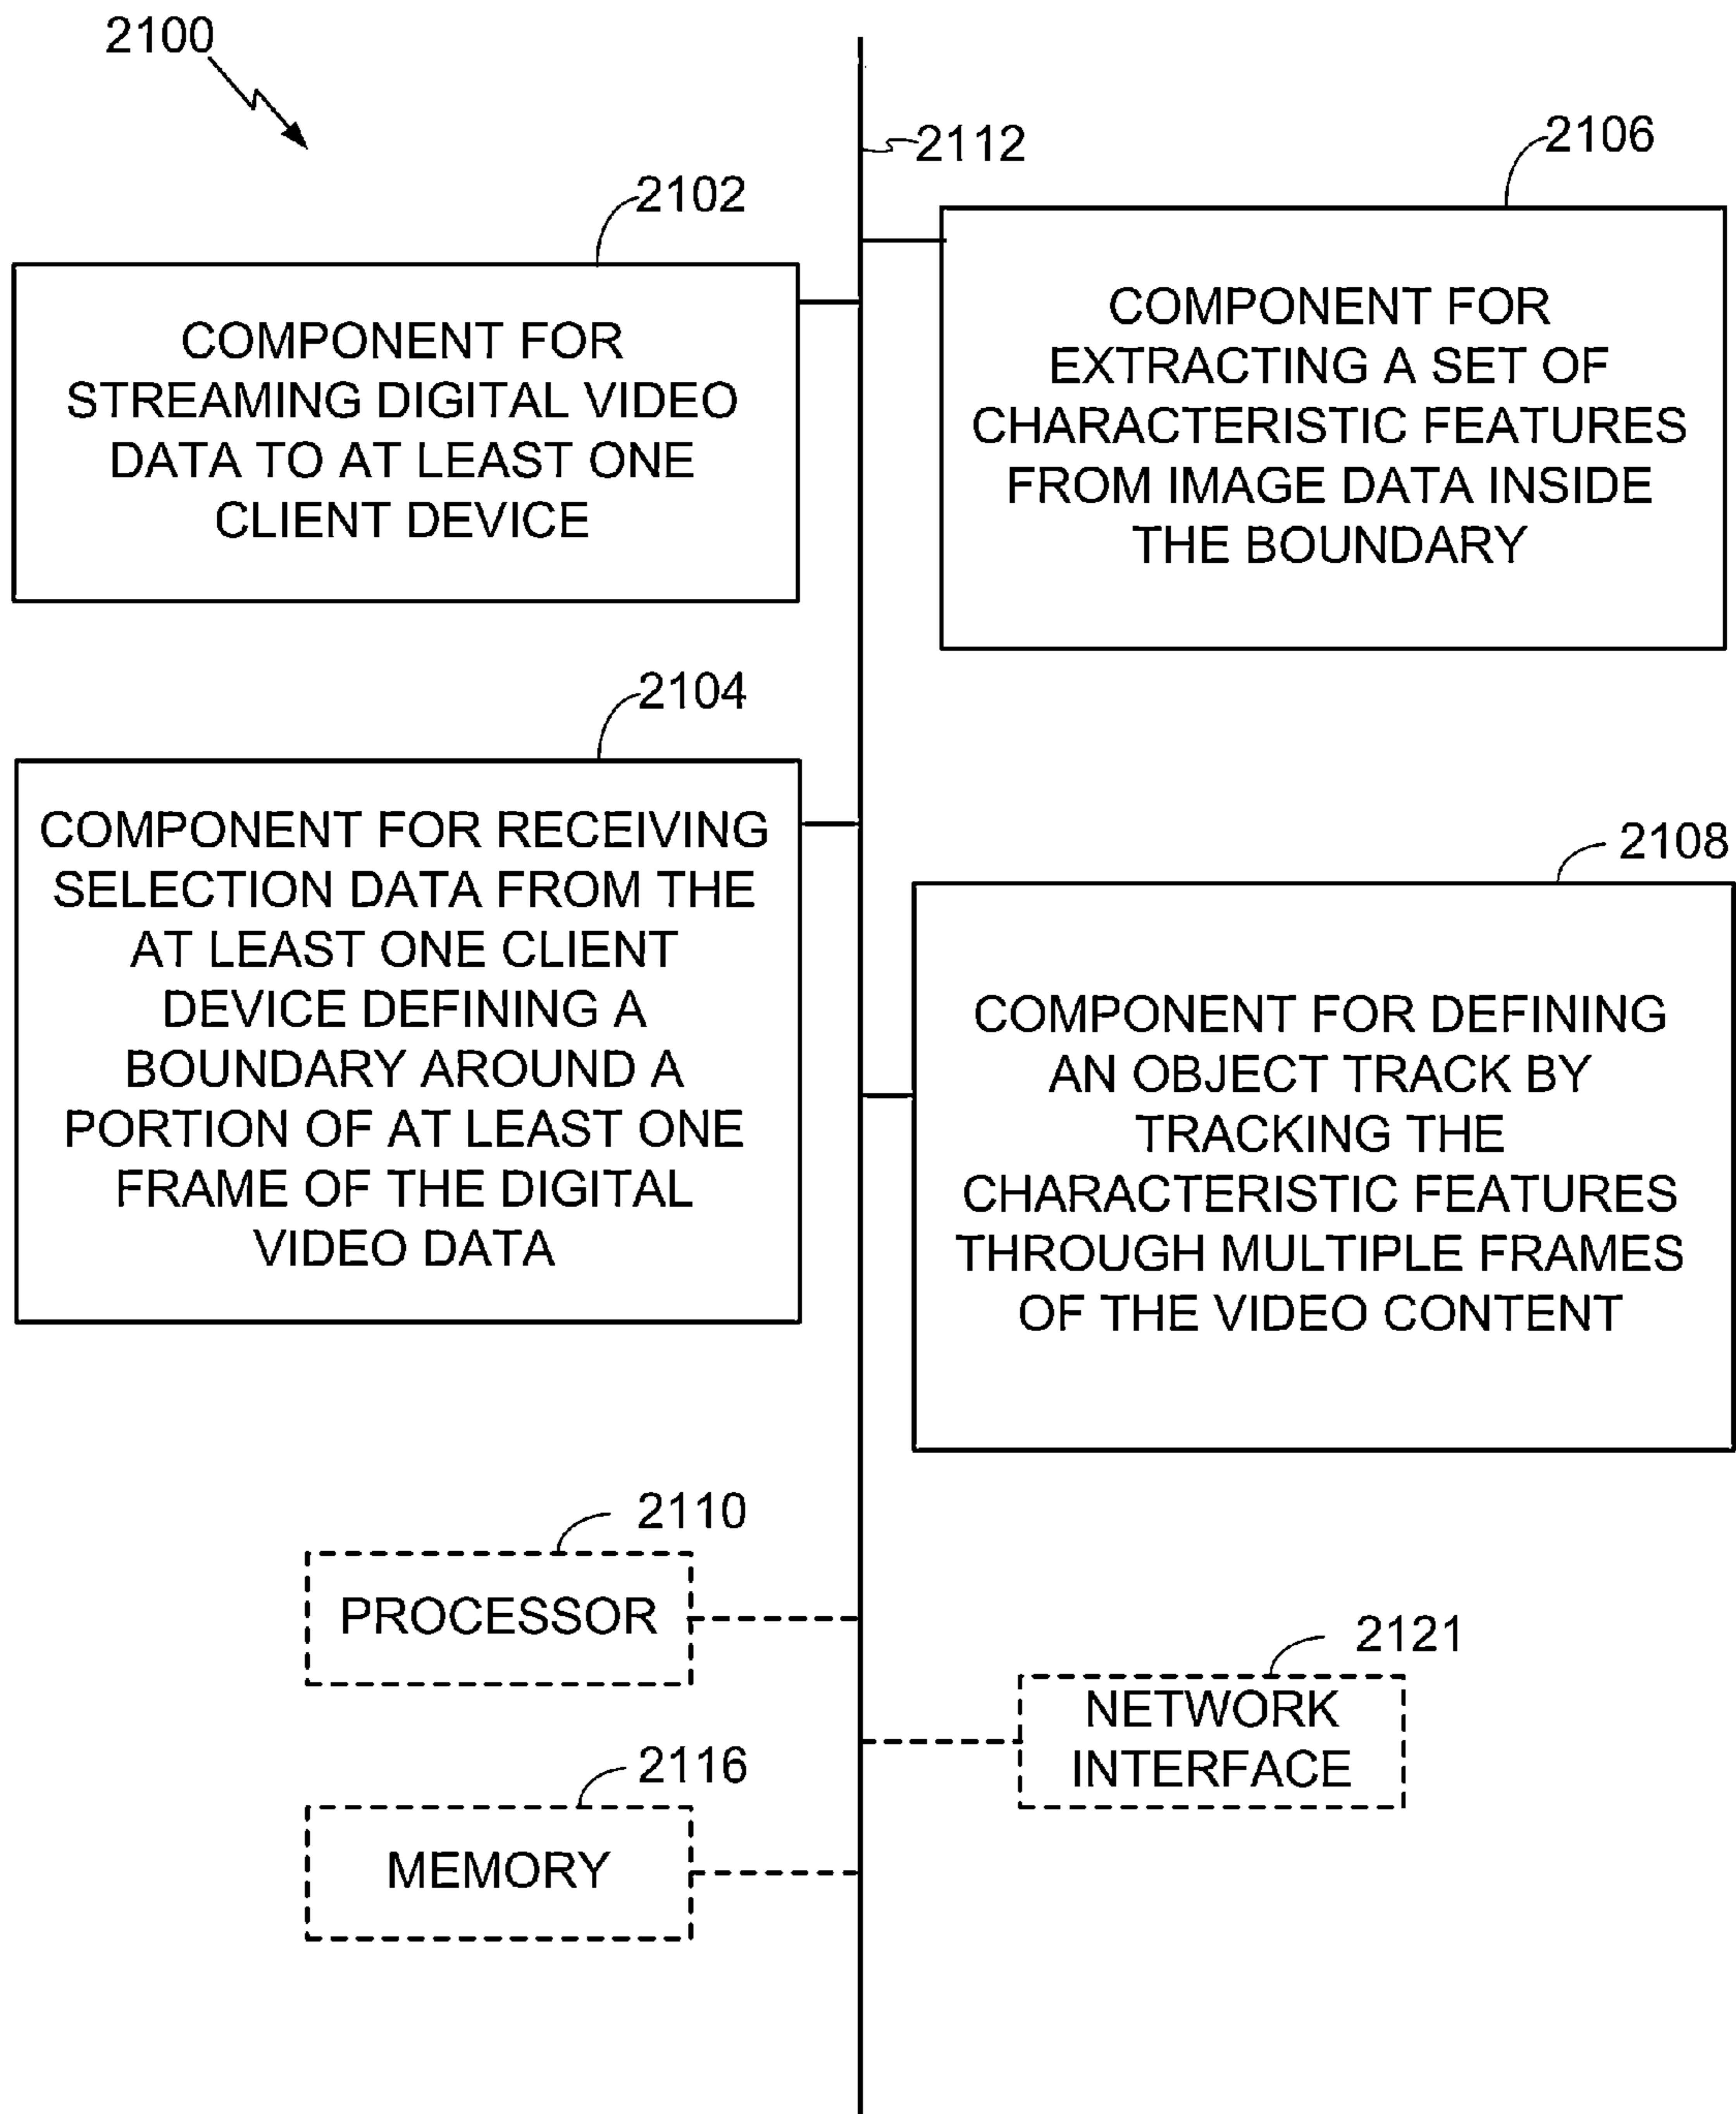 2100
2112
2106
2102
COMPONENT FOR
STREAMING DIGITAL VIDEO
DATA TO AT LEAST ONE
CLIENT DEVICE
COMPONENT FOR
EXTRACTING A SET OF
CHARACTERISTIC FEATURES
FROM IMAGE DATA INSIDE
THE BOUNDARY
2104
COMPONENT FOR RECEIVING
SELECTION DATA FROM THE
AT LEAST ONE CLIENT
DEVICE DEFINING A
BOUNDARY AROUND A
PORTION OF AT LEAST ONE
FRAME OF THE DIGITAL
VIDEO DATA
2108
COMPONENT FOR DEFINING
AN OBJECT TRACK BY
TRACKING THE
CHARACTERISTIC FEATURES
THROUGH MULTIPLE FRAMES
OF THE VIDEO CONTENT
2110
PROCESSOR
2121
NETWORK
INTERFACE
2116
MEMORY